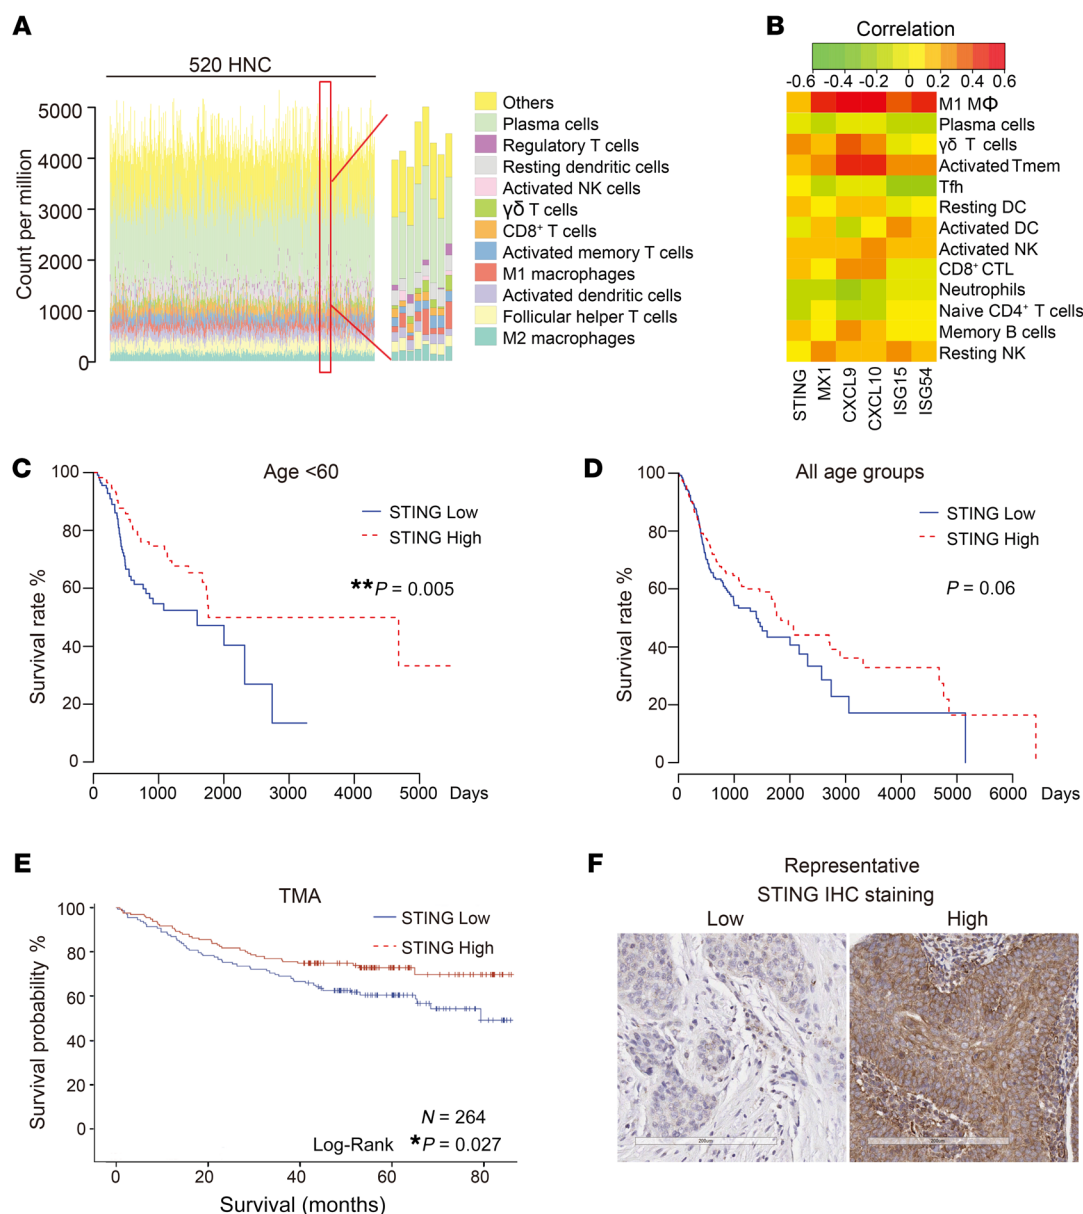 A
520 HNC
Count per million
5000
4000
3000
2000
1000
0
Others
Plasma cells
Regulatory T cells
Resting dendritic cells
Activated NK cells
γδ T cells
CD8⁺ T cells
Activated memory T cells
M1 macrophages
Activated dendritic cells
Follicular helper T cells
M2 macrophages
B
Correlation
-0.6 -0.4 -0.2 0 0.2 0.4 0.6
M1 MΦ
Plasma cells
γδ T cells
Activated Tmem
Tfh
Resting DC
Activated DC
Activated NK
CD8⁺ CTL
Neutrophils
Naive CD4⁺ T cells
Memory B cells
Resting NK
STING
MX1
CXCL9
CXCL10
ISG15
ISG54
C
Age <60
Survival rate %
100
80
60
40
20
0
STING Low
STING High
**P = 0.005
0 1000 2000 3000 4000 5000 Days
D
All age groups
Survival rate %
100
80
60
40
20
0
STING Low
STING High
P = 0.06
0 1000 2000 3000 4000 5000 6000 Days
E
TMA
Survival probability %
100
80
60
40
20
0
STING Low
STING High
N = 264
Log-Rank *P = 0.027
0 20 40 60 80
Survival (months)
F
Representative
STING IHC staining
Low High
200um
200um